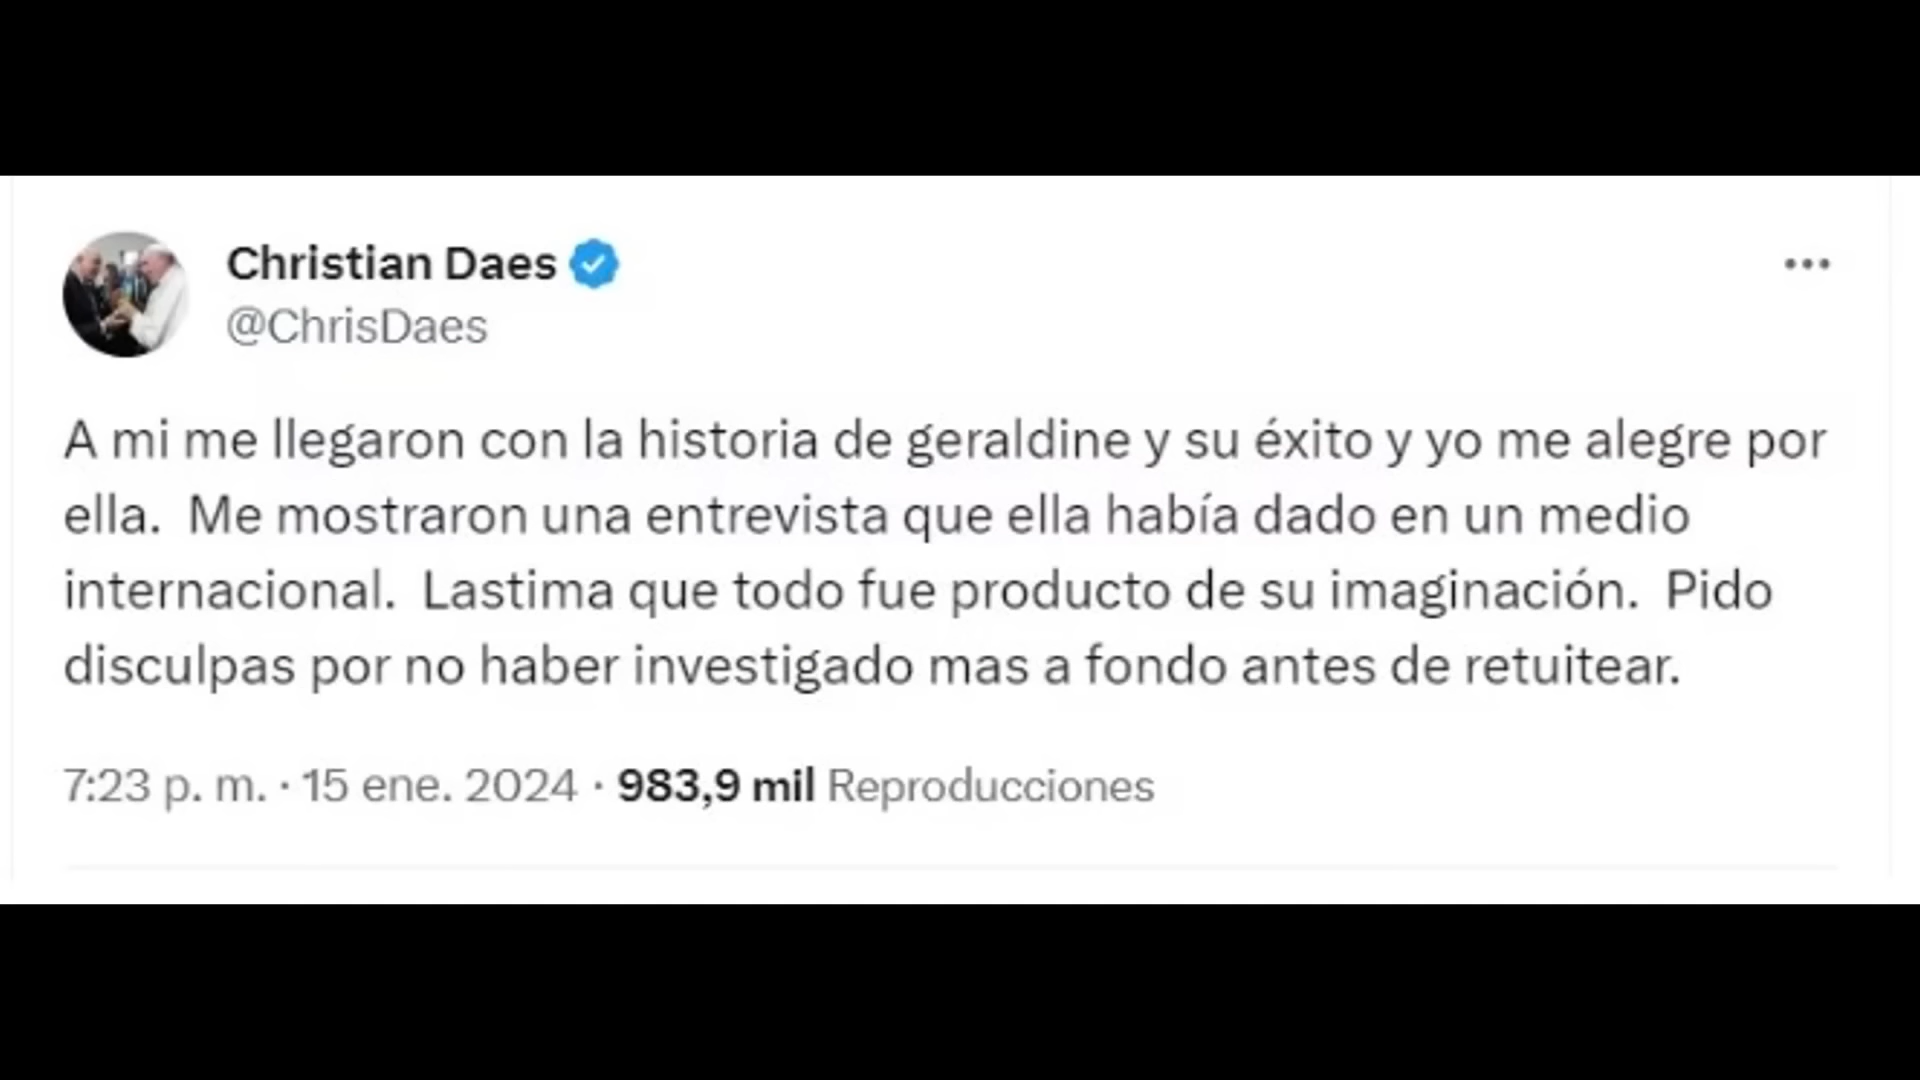 Christian Daes
@ChrisDaes
A mi me llegaron con la historia de geraldine y su éxito y yo me alegre por
ella.  Me mostraron una entrevista que ella había dado en un medio
internacional.  Lastima que todo fue producto de su imaginación.  Pido
disculpas por no haber investigado mas a fondo antes de retuitear.
7:23 p. m. · 15 ene. 2024 · 983,9 mil Reproducciones